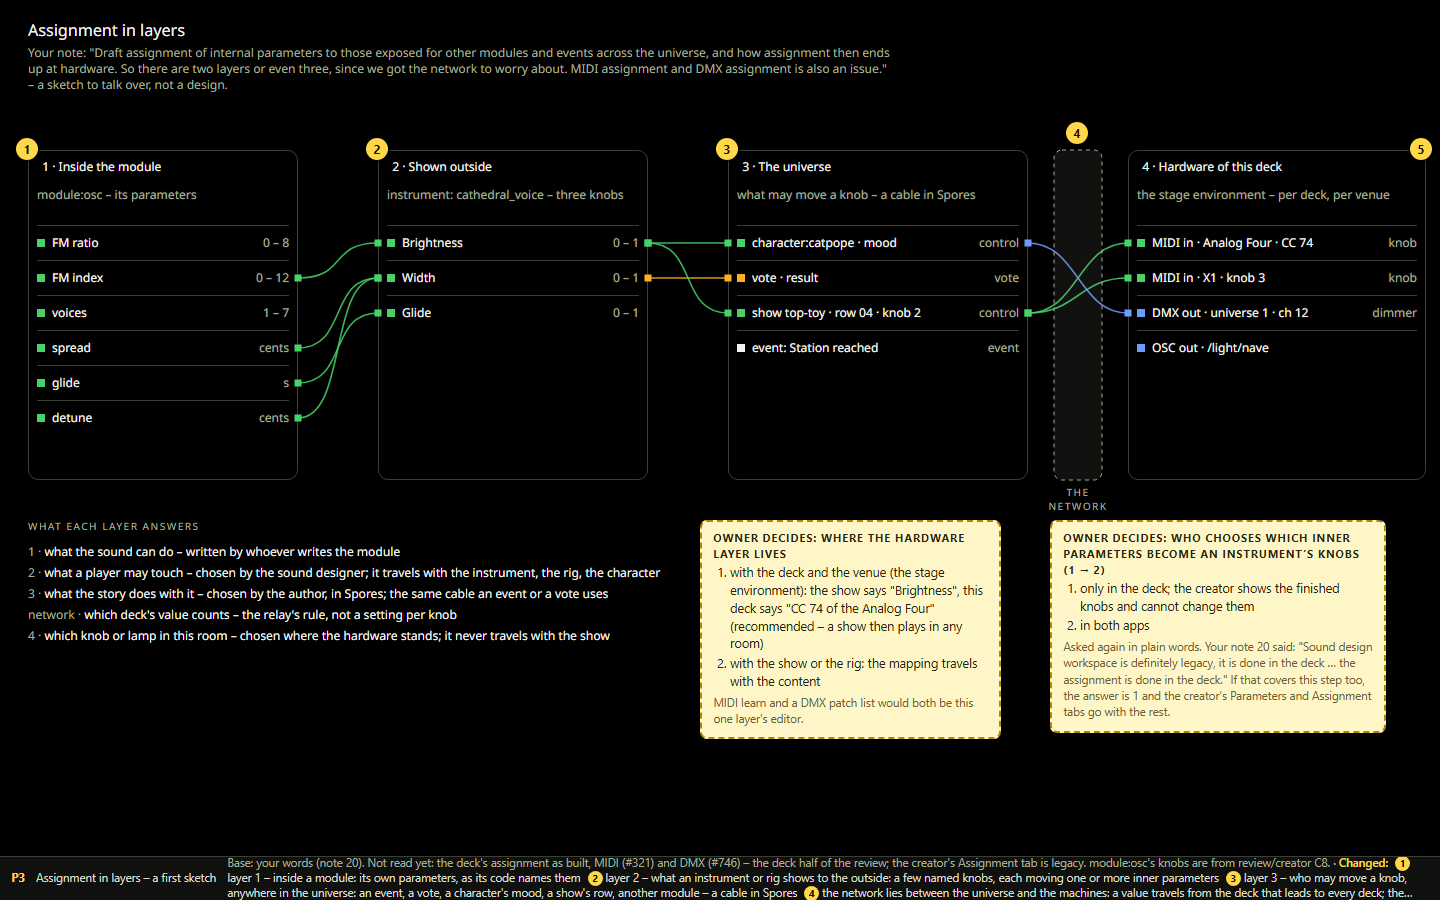 Assignment in layers
Your note: "Draft assignment of internal parameters to those exposed for other modules and events across the universe, and how assignment then ends
up at hardware. So there are two layers or even three, since we got the network to worry about. MIDI assignment and DMX assignment is also an issue."
– a sketch to talk over, not a design.
1
2
3
4
5
1 · Inside the module
module:osc – its parameters
FM ratio 0 – 8
FM index 0 – 12
voices 1 – 7
spread cents
glide s
detune cents
2 · Shown outside
instrument: cathedral_voice – three knobs
Brightness 0 – 1
Width 0 – 1
Glide 0 – 1
3 · The universe
what may move a knob – a cable in Spores
character:catpope · mood control
vote · result vote
show top-toy · row 04 · knob 2 control
event: Station reached event
THE
NETWORK
4 · Hardware of this deck
the stage environment – per deck, per venue
MIDI in · Analog Four · CC 74 knob
MIDI in · X1 · knob 3 knob
DMX out · universe 1 · ch 12 dimmer
OSC out · /light/nave
WHAT EACH LAYER ANSWERS
1 · what the sound can do – written by whoever writes the module
2 · what a player may touch – chosen by the sound designer; it travels with the instrument, the rig, the character
3 · what the story does with it – chosen by the author, in Spores; the same cable an event or a vote uses
network · which deck's value counts – the relay's rule, not a setting per knob
4 · which knob or lamp in this room – chosen where the hardware stands; it never travels with the show
OWNER DECIDES: WHERE THE HARDWARE
LAYER LIVES
1. with the deck and the venue (the stage
environment): the show says "Brightness", this
deck says "CC 74 of the Analog Four"
(recommended – a show then plays in any
room)
2. with the show or the rig: the mapping travels
with the content
MIDI learn and a DMX patch list would both be this
one layer's editor.
OWNER DECIDES: WHO CHOOSES WHICH INNER
PARAMETERS BECOME AN INSTRUMENT'S KNOBS
(1 → 2)
1. only in the deck; the creator shows the finished
knobs and cannot change them
2. in both apps
Asked again in plain words. Your note 20 said: "Sound design
workspace is definitely legacy, it is done in the deck ... the
assignment is done in the deck." If that covers this step too,
the answer is 1 and the creator's Parameters and Assignment
tabs go with the rest.
P3 Assignment in layers – a first sketch
Base: your words (note 20). Not read yet: the deck's assignment as built, MIDI (#321) and DMX (#746) – the deck half of the review; the creator's Assignment tab is legacy. module:osc's knobs are from review/creator C8. · Changed: 1
layer 1 – inside a module: its own parameters, as its code names them 2 layer 2 – what an instrument or rig shows to the outside: a few named knobs, each moving one or more inner parameters 3 layer 3 – who may move a knob,
anywhere in the universe: an event, a vote, a character's mood, a show's row, another module – a cable in Spores 4 the network lies between the universe and the machines: a value travels from the deck that leads to every deck; the...